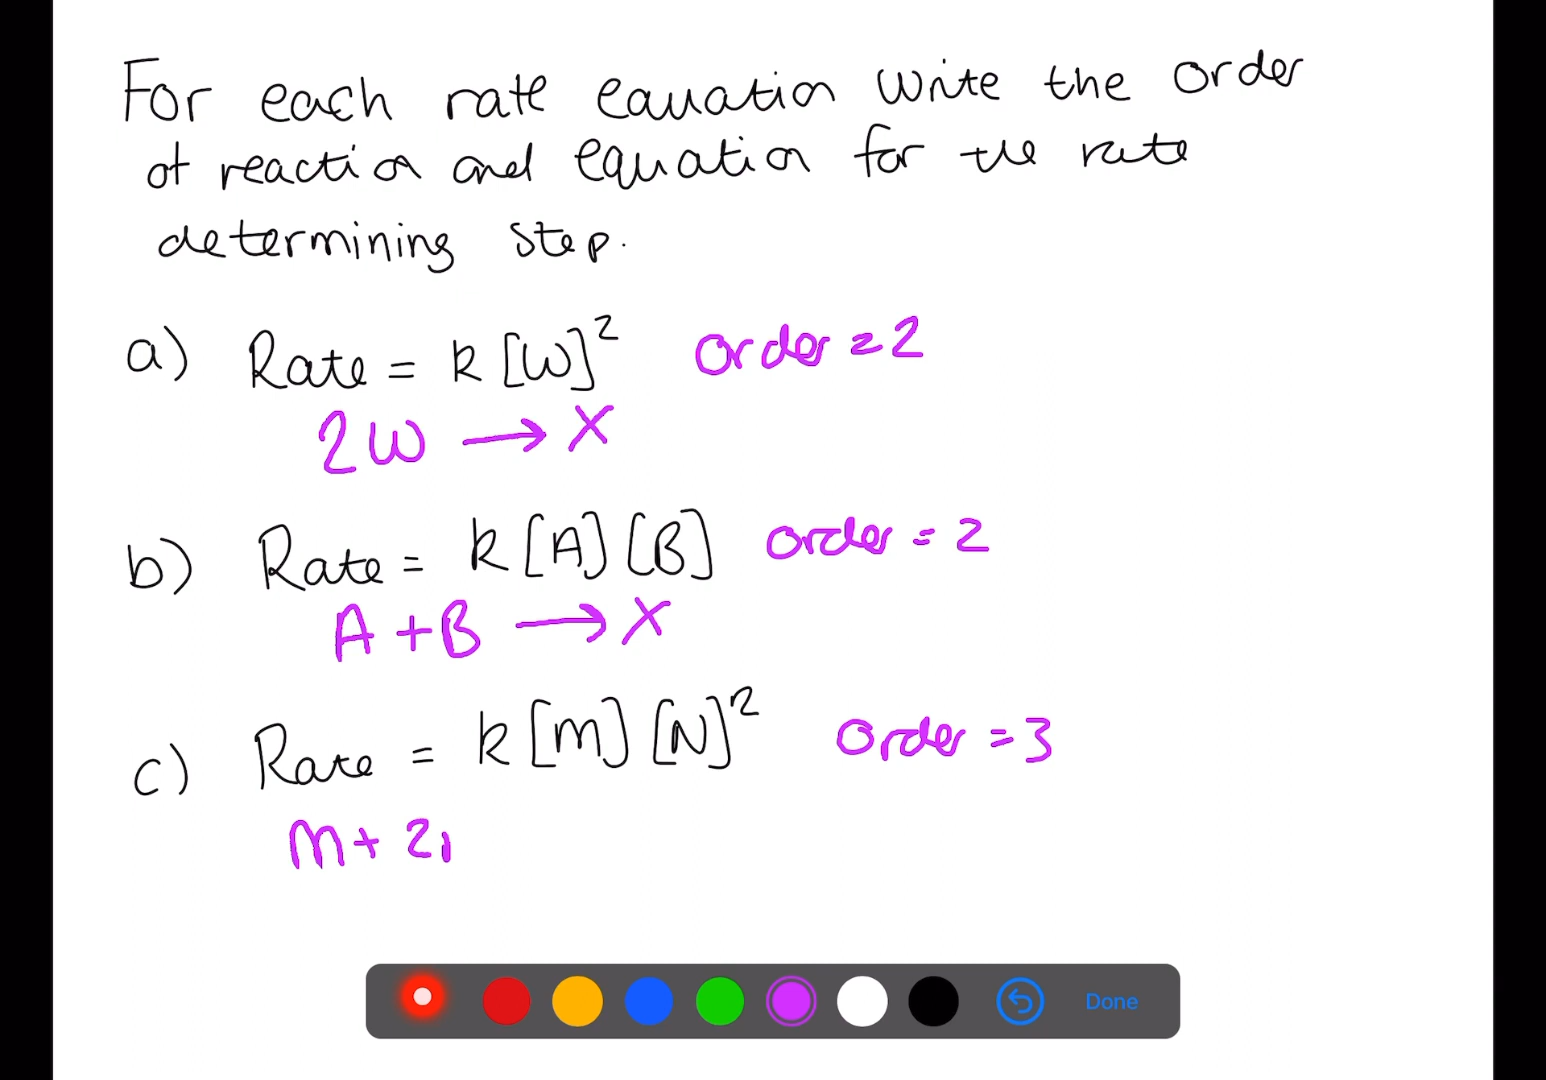 For each rate equation write the order
of reaction and equation for the rate
determining step.
a) Rate = k [W]² order = 2
2W → X
b) Rate = k [A] [B] order = 2
A + B → X
c) Rate = k [M] [N]² order = 3
M + 2
Done